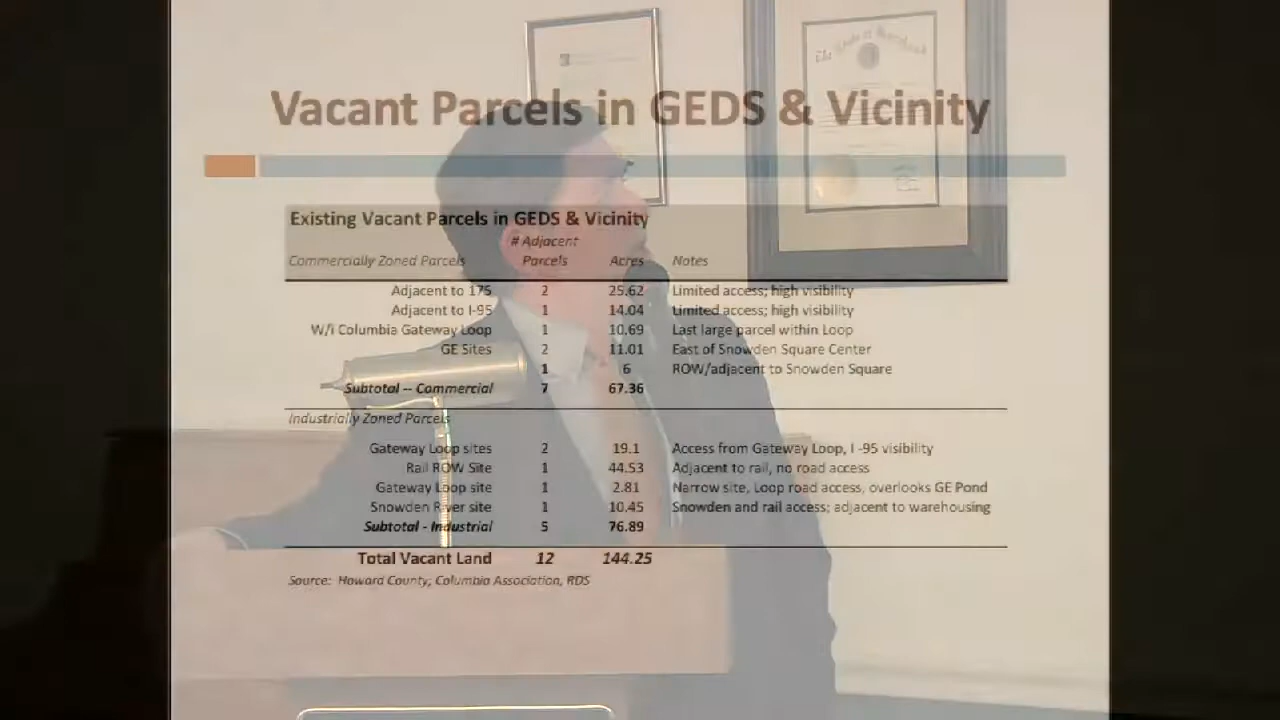 Vacant Parcels in GEDS & Vicinity
Existing Vacant Parcels in GEDS & Vicinity
# Adjacent
Commercially Zoned Parcels Parcels Acres Notes
Adjacent to 175 2 25.62 Limited access; high visibility
Adjacent to I-95 1 14.04 Limited access; high visibility
W/i Columbia Gateway Loop 1 10.69 Last large parcel within Loop
GE Sites 2 11.01 East of Snowden Square Center
1 6 ROW/adjacent to Snowden Square
Subtotal -- Commercial 7 67.36
Industrially Zoned Parcels
Gateway Loop sites 2 19.1 Access from Gateway Loop, I -95 visibility
Rail ROW Site 1 44.53 Adjacent to rail, no road access
Gateway Loop site 1 2.81 Narrow site, Loop road access, overlooks GE Pond
Snowden River site 1 10.45 Snowden and rail access; adjacent to warehousing
Subtotal - Industrial 5 76.89
Total Vacant Land 12 144.25
Source: Howard County; Columbia Association, RDS